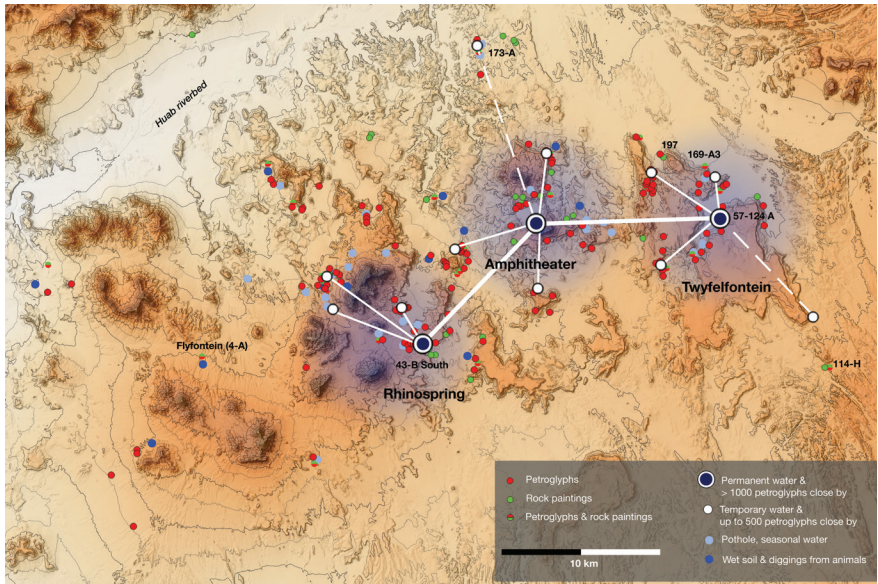 173-A
Huab riverbed
197
169-A3
57-124 A
Amphitheater
Twyfelfontein
Flyfontein (4-A)
43-B South
114-H
Rhinospring
Petroglyphs
Rock paintings
Petroglyphs & rock paintings
10 km
Permanent water &
> 1000 petroglyphs close by
Temporary water &
up to 500 petroglyphs close by
Pothole, seasonal water
Wet soil & diggings from animals